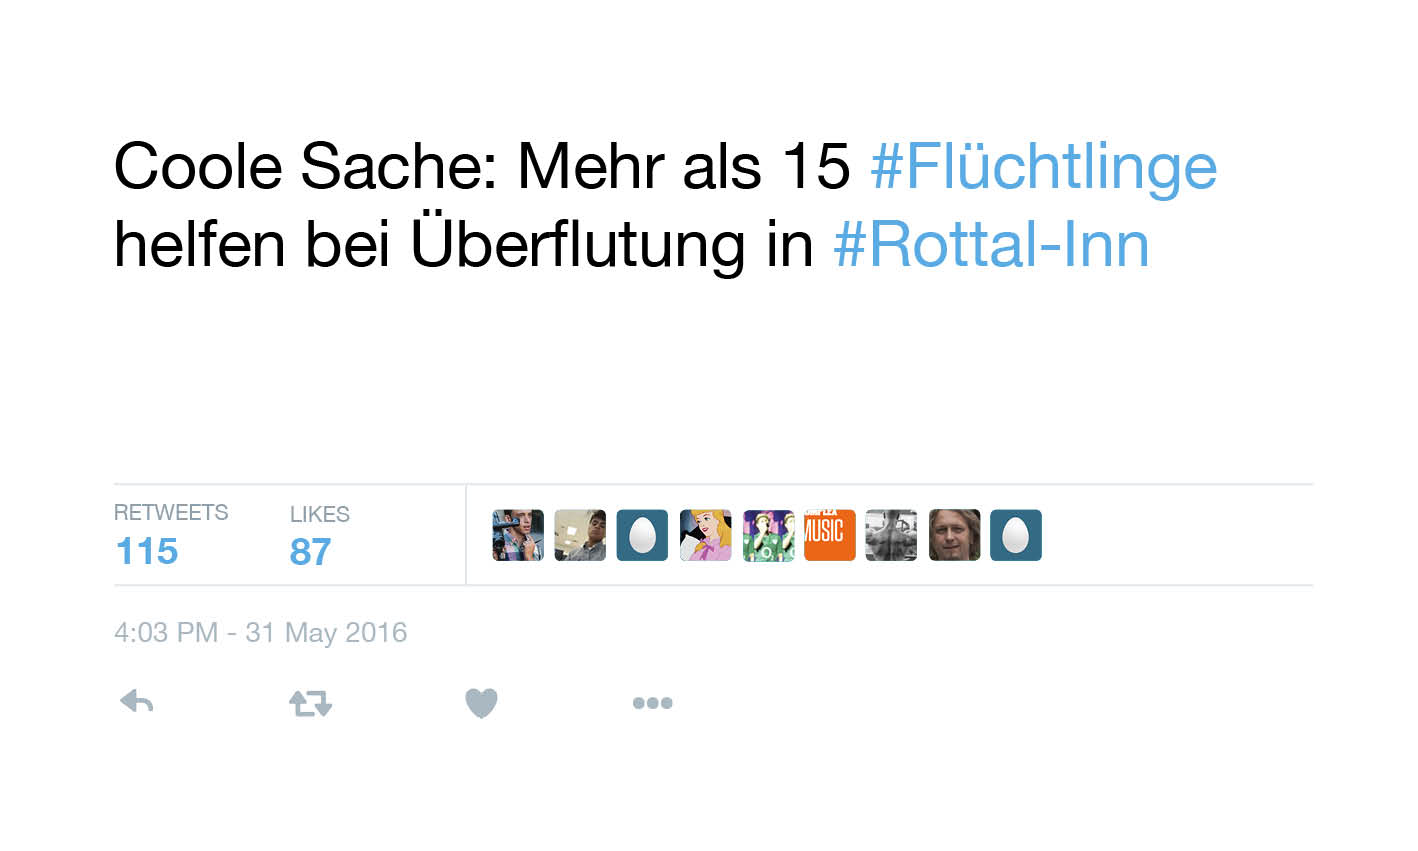 Coole Sache: Mehr als 15 #Flüchtlinge
helfen bei Überflutung in #Rottal-Inn
RETWEETS LIKES
115 87
MUSIC
4:03 PM - 31 May 2016